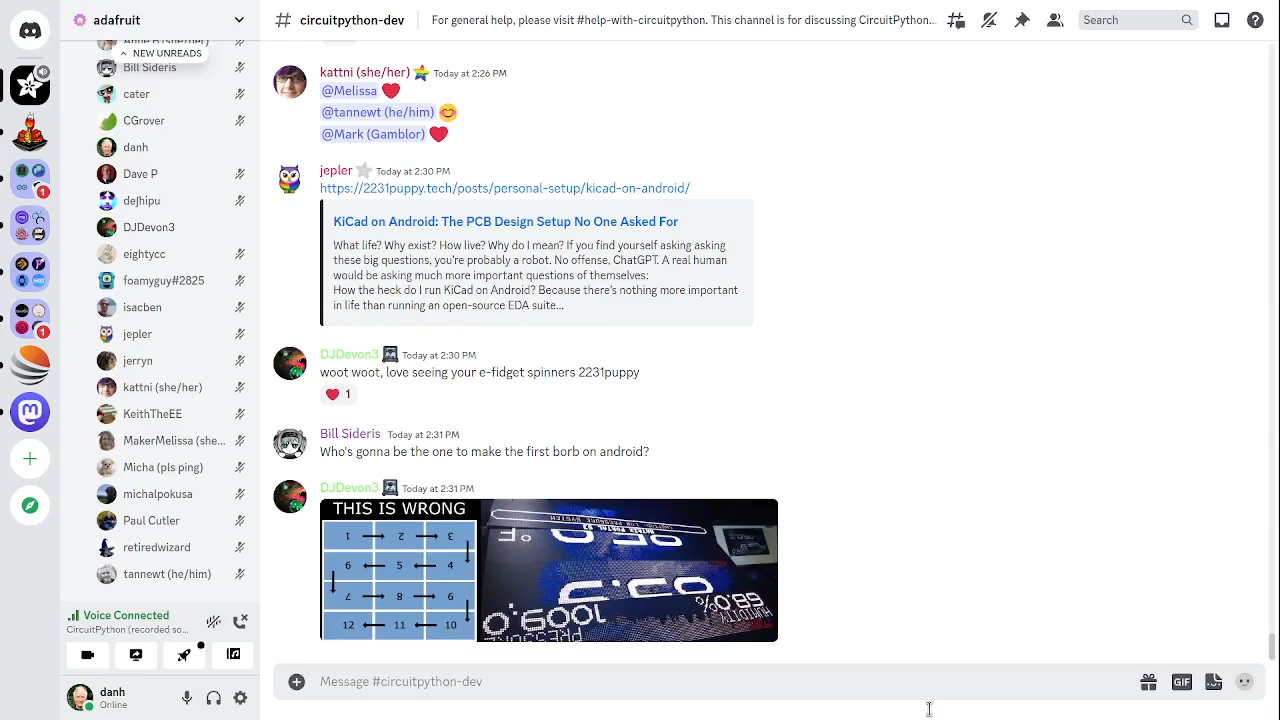 adafruit
circuitpython-dev
For general help, please visit #help-with-circuitpython. This channel is for discussing CircuitPython...
Search
NEW UNREADS
Bill Sideris
cater
CGrover
danh
Dave P
defhipu
DJDevon3
eightycc
foamyguy#2825
isacben
jepler
jerryn
kattni (she/her)
KeithTheEE
MakerMelissa (she...
Micha (pls ping)
michalpokusa
Paul Cutler
retiredwizard
tannewt (he/him)
Voice Connected
CircuitPython (recorded so...
danh
Online
kattni (she/her) Today at 2:26 PM
@Melissa
@tannewt (he/him)
@Mark (Gamblor)
jepler Today at 2:30 PM
https://2231puppy.tech/posts/personal-setup/kicad-on-android/
KiCad on Android: The PCB Design Setup No One Asked For
What life? Why exist? How live? Why do I mean? If you find yourself asking asking
these big questions, you're probably a robot. No offense, ChatGPT. A real human
would be asking much more important questions of themselves:
How the heck do I run KiCad on Android? Because there's nothing more important
in life than running an open-source EDA suite...
DJDevon3 Today at 2:30 PM
woot woot, love seeing your e-fidget spinners 2231puppy
1
Bill Sideris Today at 2:31 PM
Who's gonna be the one to make the first borb on android?
DJDevon3 Today at 2:31 PM
THIS IS WRONG
1 2 3
6 5 4
7 8 9
12 11 10
1009.0
68.0%
HUMIDITY
PRESSURE
Message #circuitpython-dev
GIF
1
1